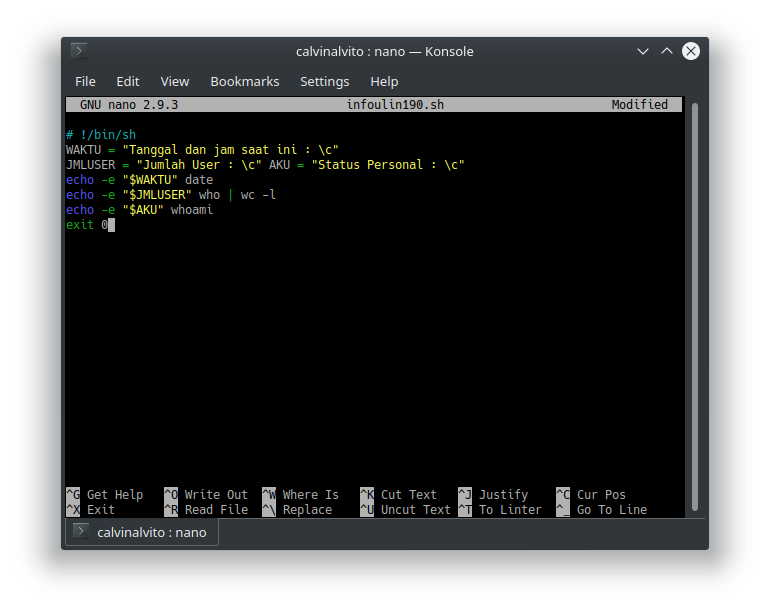 calvinalvito : nano — Konsole
File Edit View Bookmarks Settings Help
GNU nano 2.9.3 infoulin190.sh Modified
# !/bin/sh
WAKTU = "Tanggal dan jam saat ini : \c"
JMLUSER = "Jumlah User : \c" AKU = "Status Personal : \c"
echo -e "$WAKTU" date
echo -e "$JMLUSER" who | wc -l
echo -e "$AKU" whoami
exit 0
^G Get Help ^O Write Out ^W Where Is ^K Cut Text ^J Justify ^C Cur Pos
^X Exit ^R Read File ^\ Replace ^U Uncut Text ^T To Linter ^_ Go To Line
calvinalvito : nano